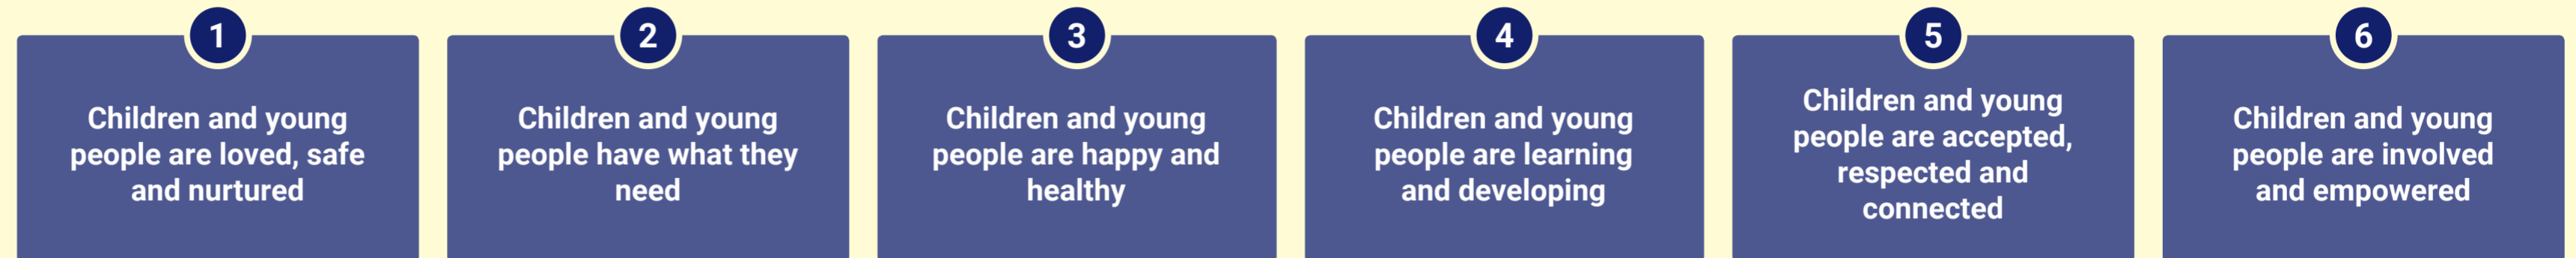 1
Children and young
people are loved, safe
and nurtured
2
Children and young
people have what they
need
3
Children and young
people are happy and
healthy
4
Children and young
people are learning
and developing
5
Children and young
people are accepted,
respected and
connected
6
Children and young
people are involved
and empowered